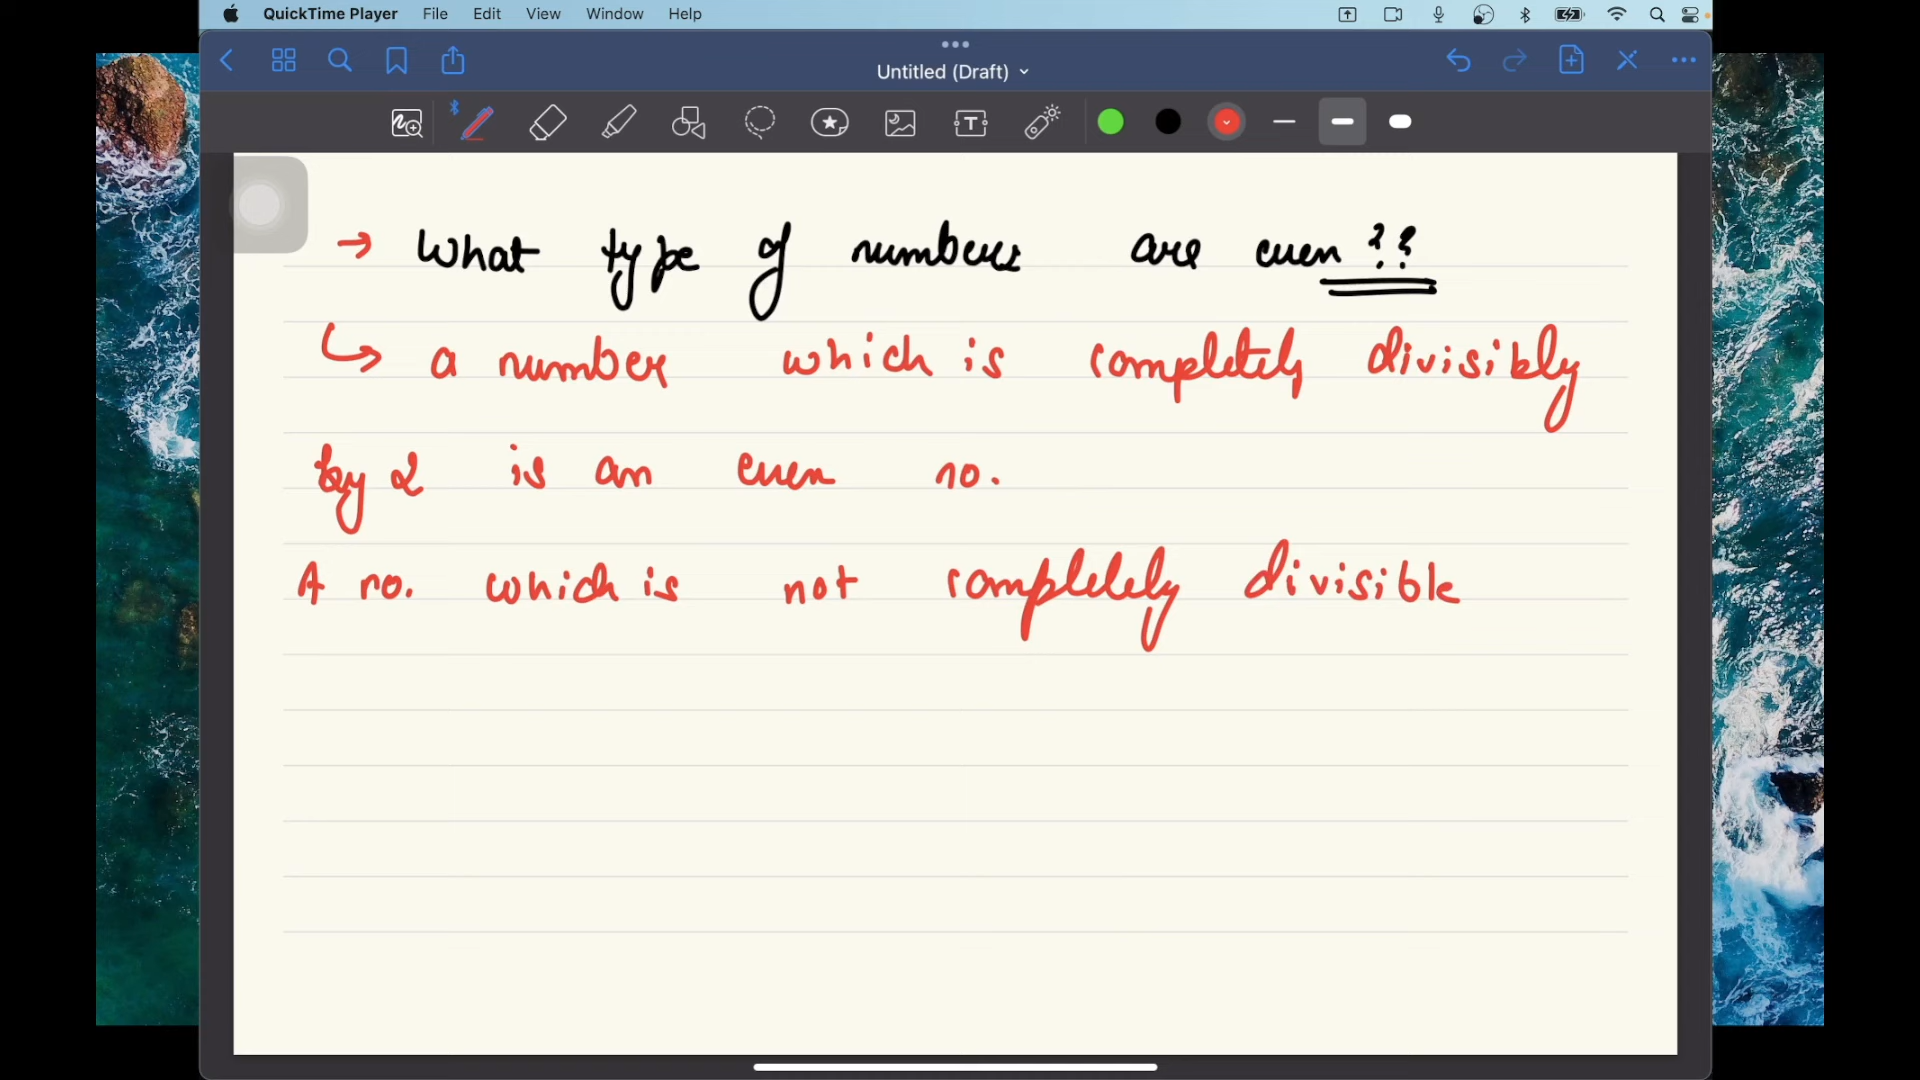 QuickTime Player File Edit View Window Help
Untitled (Draft)
→ What type of numbers are even ??
↳ a number which is completely divisibly
by 2 is an even no.
A no. which is not completely divisible